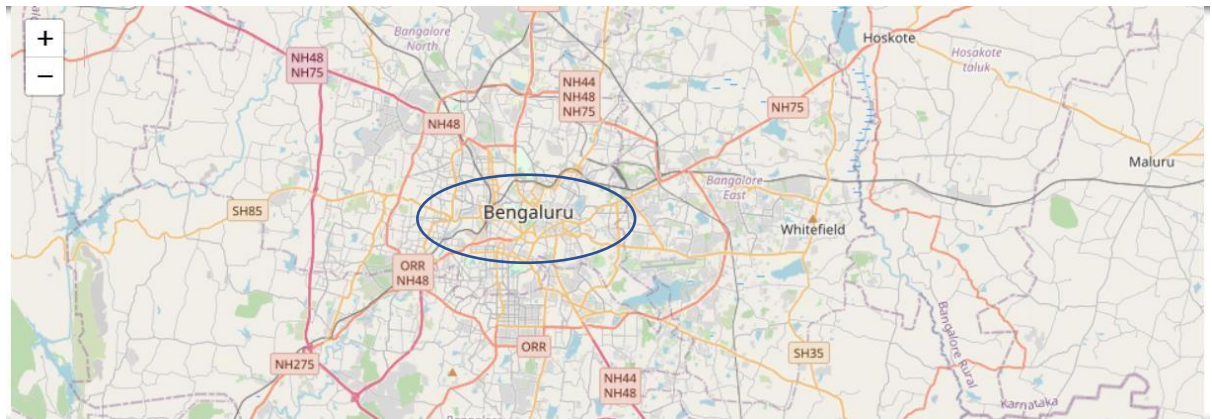 +
−
Bangalore
North
Hoskote
Hosakote
taluk
NH48
NH75
NH44
NH48
NH75
NH75
NH48
Maluru
Bangalore
East
SH85
Bengaluru
Whitefield
ORR
NH48
Bangalore Rural
ORR
SH35
NH275
NH44
NH48
Karnataka